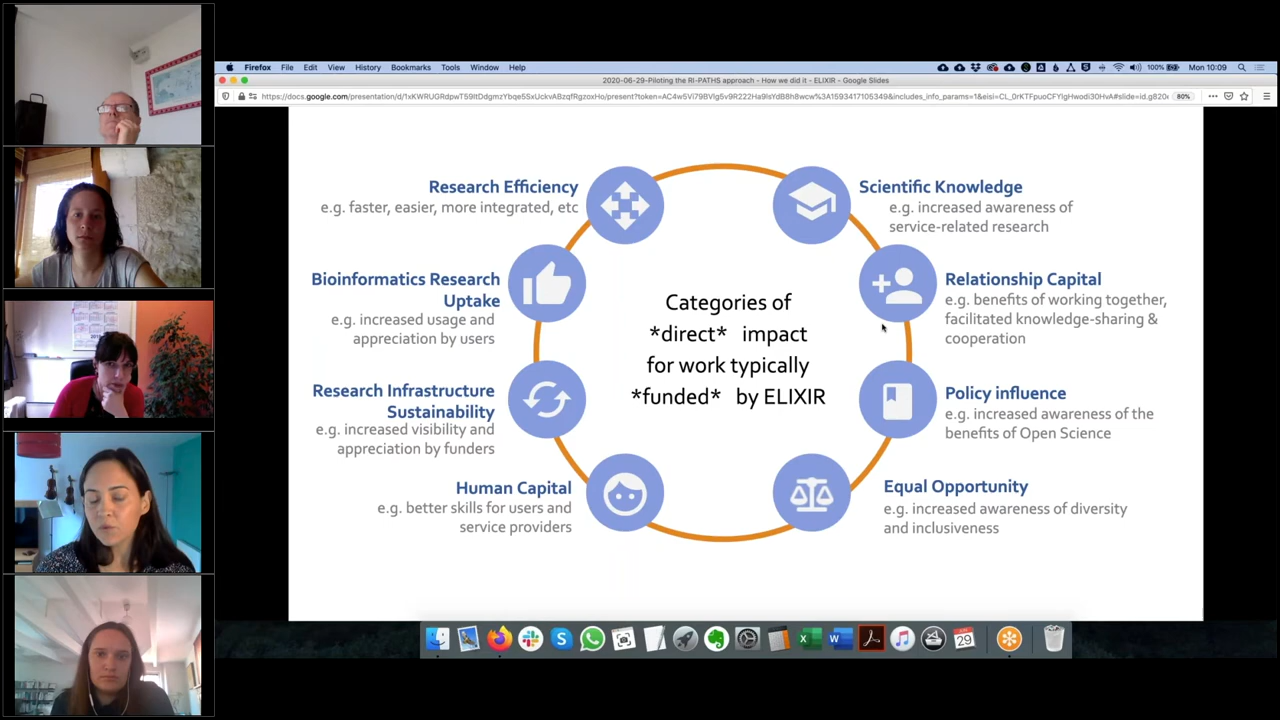 Firefox File Edit View History Bookmarks Tools Window Help
100% Mon 10:09
2020-06-29-Piloting the RI-PATHS approach - How we did it - ELIXIR - Google Slides
80%
Research Efficiency
e.g. faster, easier, more integrated, etc
Scientific Knowledge
e.g. increased awareness of
service-related research
Bioinformatics Research
Uptake
e.g. increased usage and
appreciation by users
Relationship Capital
e.g. benefits of working together,
facilitated knowledge-sharing &
cooperation
Categories of
*direct* impact
for work typically
*funded* by ELIXIR
Research Infrastructure
Sustainability
e.g. increased visibility and
appreciation by funders
Policy influence
e.g. increased awareness of the
benefits of Open Science
Human Capital
e.g. better skills for users and
service providers
Equal Opportunity
e.g. increased awareness of diversity
and inclusiveness
29